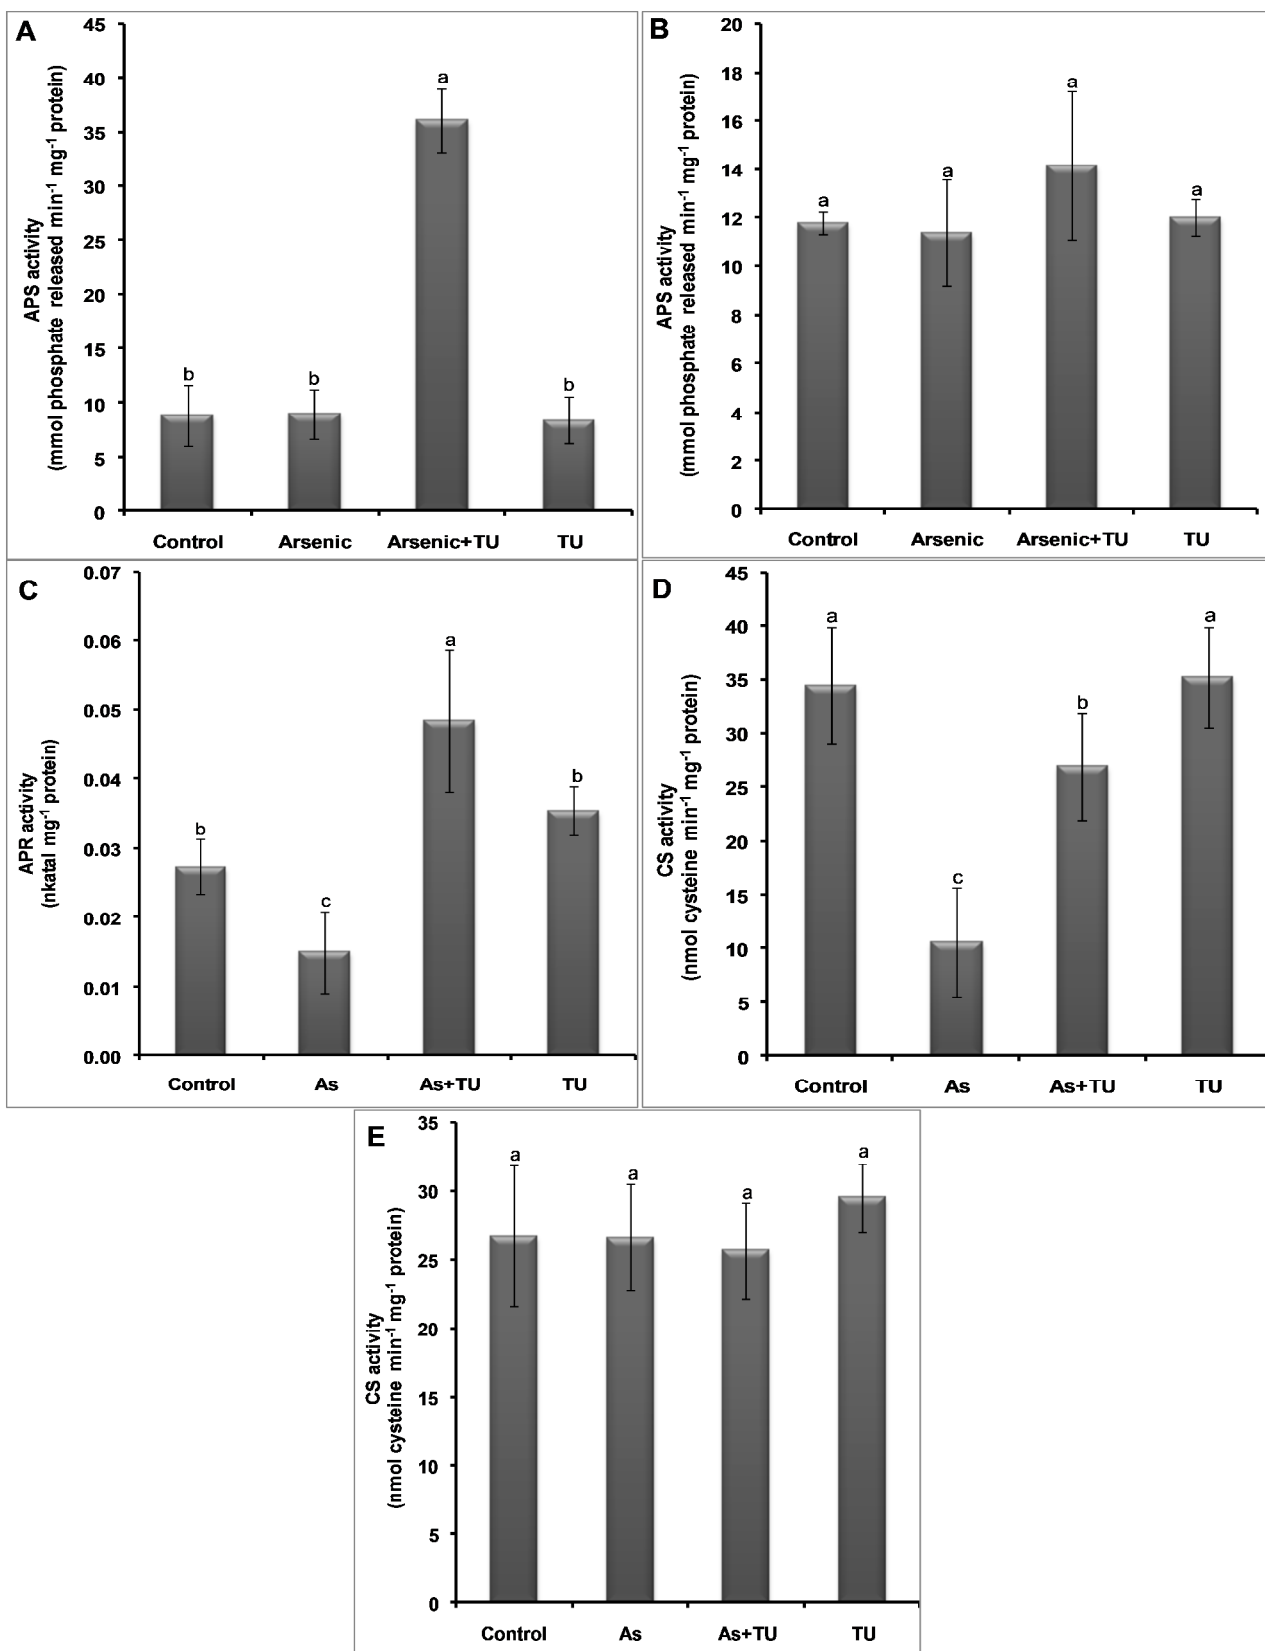 A
APS activity
(mmol phosphate released min-1 mg-1 protein)
45
40
35
30
25
20
15
10
5
0
b
b
a
b
Control Arsenic Arsenic+TU TU
B
APS activity
(mmol phosphate released min-1 mg-1 protein)
20
18
16
14
12
10
8
6
4
2
0
a
a
a
a
Control Arsenic Arsenic+TU TU
C
APR activity
(nkatal mg-1 protein)
0.07
0.06
0.05
0.04
0.03
0.02
0.01
0.00
b
c
a
b
Control As As+TU TU
D
CS activity
(nmol cysteine min-1 mg-1 protein)
45
40
35
30
25
20
15
10
5
0
a
c
b
a
Control As As+TU TU
E
CS activity
(nmol cysteine min-1 mg-1 protein)
35
30
25
20
15
10
5
0
a
a
a
a
Control As As+TU TU